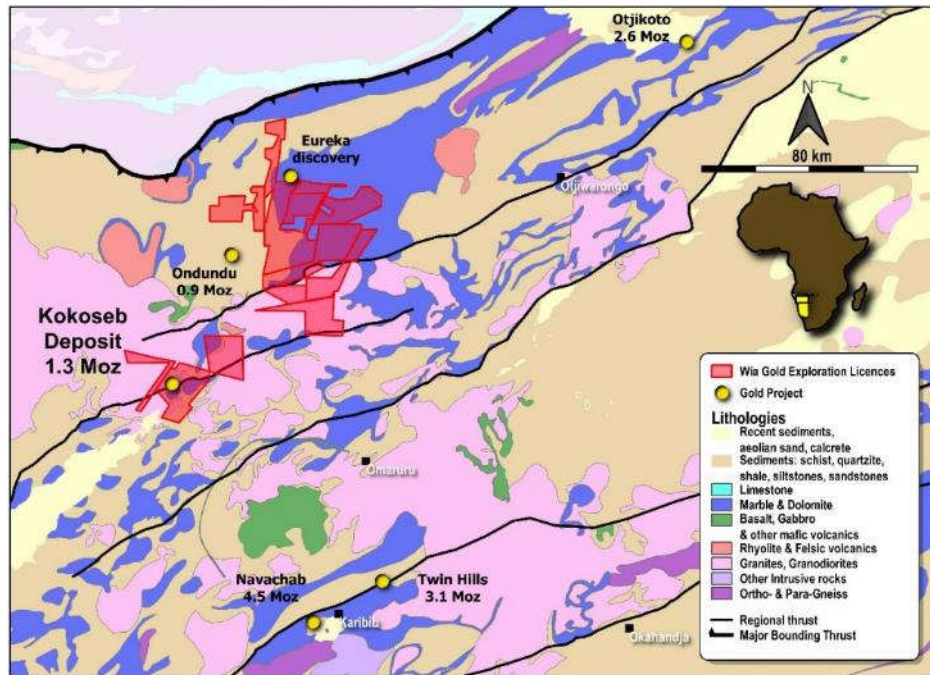 Otjikoto
2.6 Moz
N
80 km
Eureka
discovery
Otjiwarongo
Ondundu
0.9 Moz
Kokoseb
Deposit
1.3 Moz
Omaruru
Navachab
4.5 Moz
Twin Hills
3.1 Moz
Karibib
Okahandja
Wia Gold Exploration Licences
Gold Project
Lithologies
Recent sediments,
aeolian sand, calcrete
Sediments: schist, quartzite,
shale, siltstones, sandstones
Limestone
Marble & Dolomite
Basalt, Gabbro
& other mafic volcanics
Rhyolite & Felsic volcanics
Granites, Granodiorites
Other Intrusive rocks
Ortho- & Para-Gneiss
Regional thrust
Major Bounding Thrust